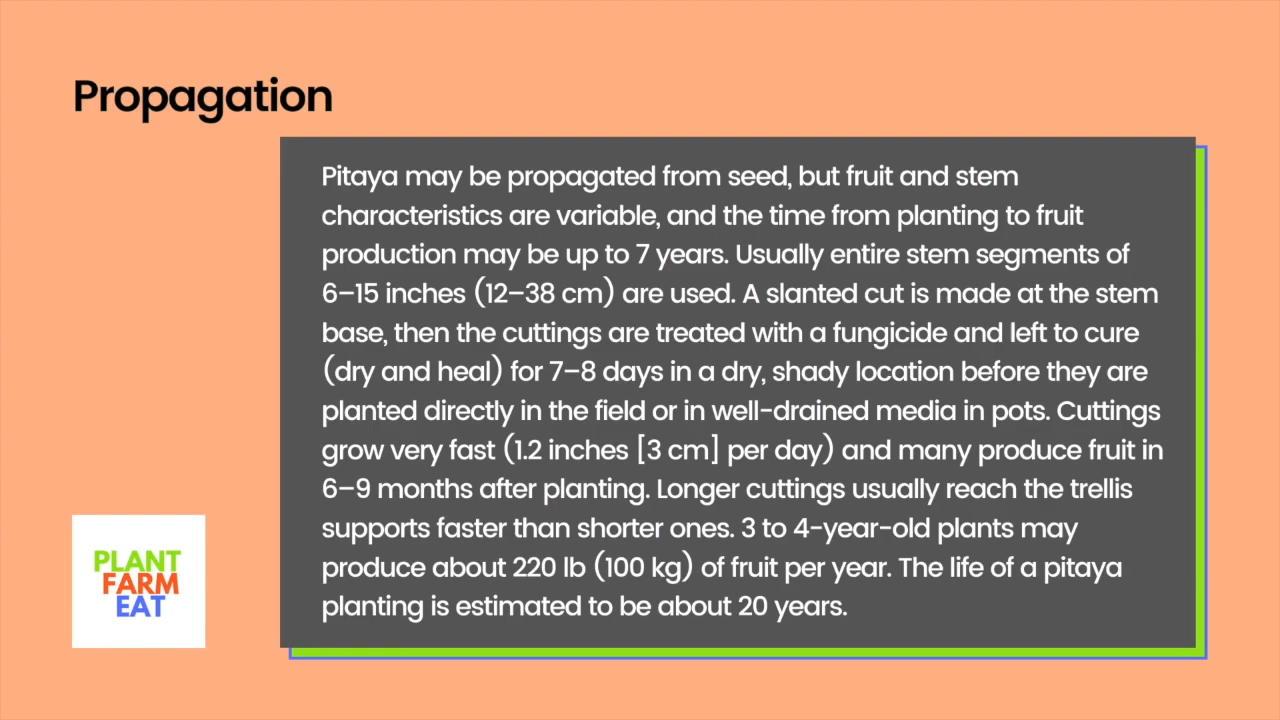 Propagation
Pitaya may be propagated from seed, but fruit and stem
characteristics are variable, and the time from planting to fruit
production may be up to 7 years. Usually entire stem segments of
6–15 inches (12–38 cm) are used. A slanted cut is made at the stem
base, then the cuttings are treated with a fungicide and left to cure
(dry and heal) for 7–8 days in a dry, shady location before they are
planted directly in the field or in well-drained media in pots. Cuttings
grow very fast (1.2 inches [3 cm] per day) and many produce fruit in
6–9 months after planting. Longer cuttings usually reach the trellis
supports faster than shorter ones. 3 to 4-year-old plants may
produce about 220 lb (100 kg) of fruit per year. The life of a pitaya
planting is estimated to be about 20 years.
PLANT
FARM
EAT